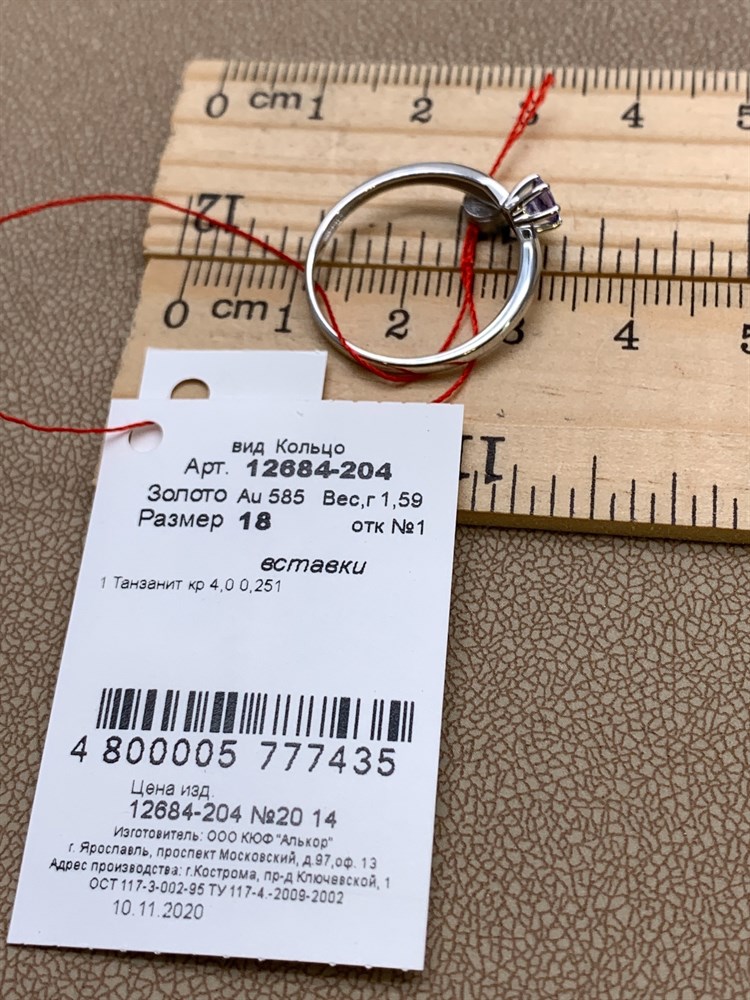 0 cm 1 2 3 4 5
12
0 cm 1 2 3 4 5
11
вид Кольцо
Арт. 12684-204
Золото Au 585 Вес,г 1,59
Размер 18 отк №1
вставки
1 Танзанит кр 4,0 0,251
4 800005 777435
Цена изд.
12684-204 №20 14
Изготовитель: ООО КЮФ "Алькор"
г. Ярославль, проспект Московский, д.97,оф. 13
Адрес производства: г.Кострома, пр-д Ключевской, 1
ОСТ 117-3-002-95 ТУ 117-4.-2009-2002
10.11.2020